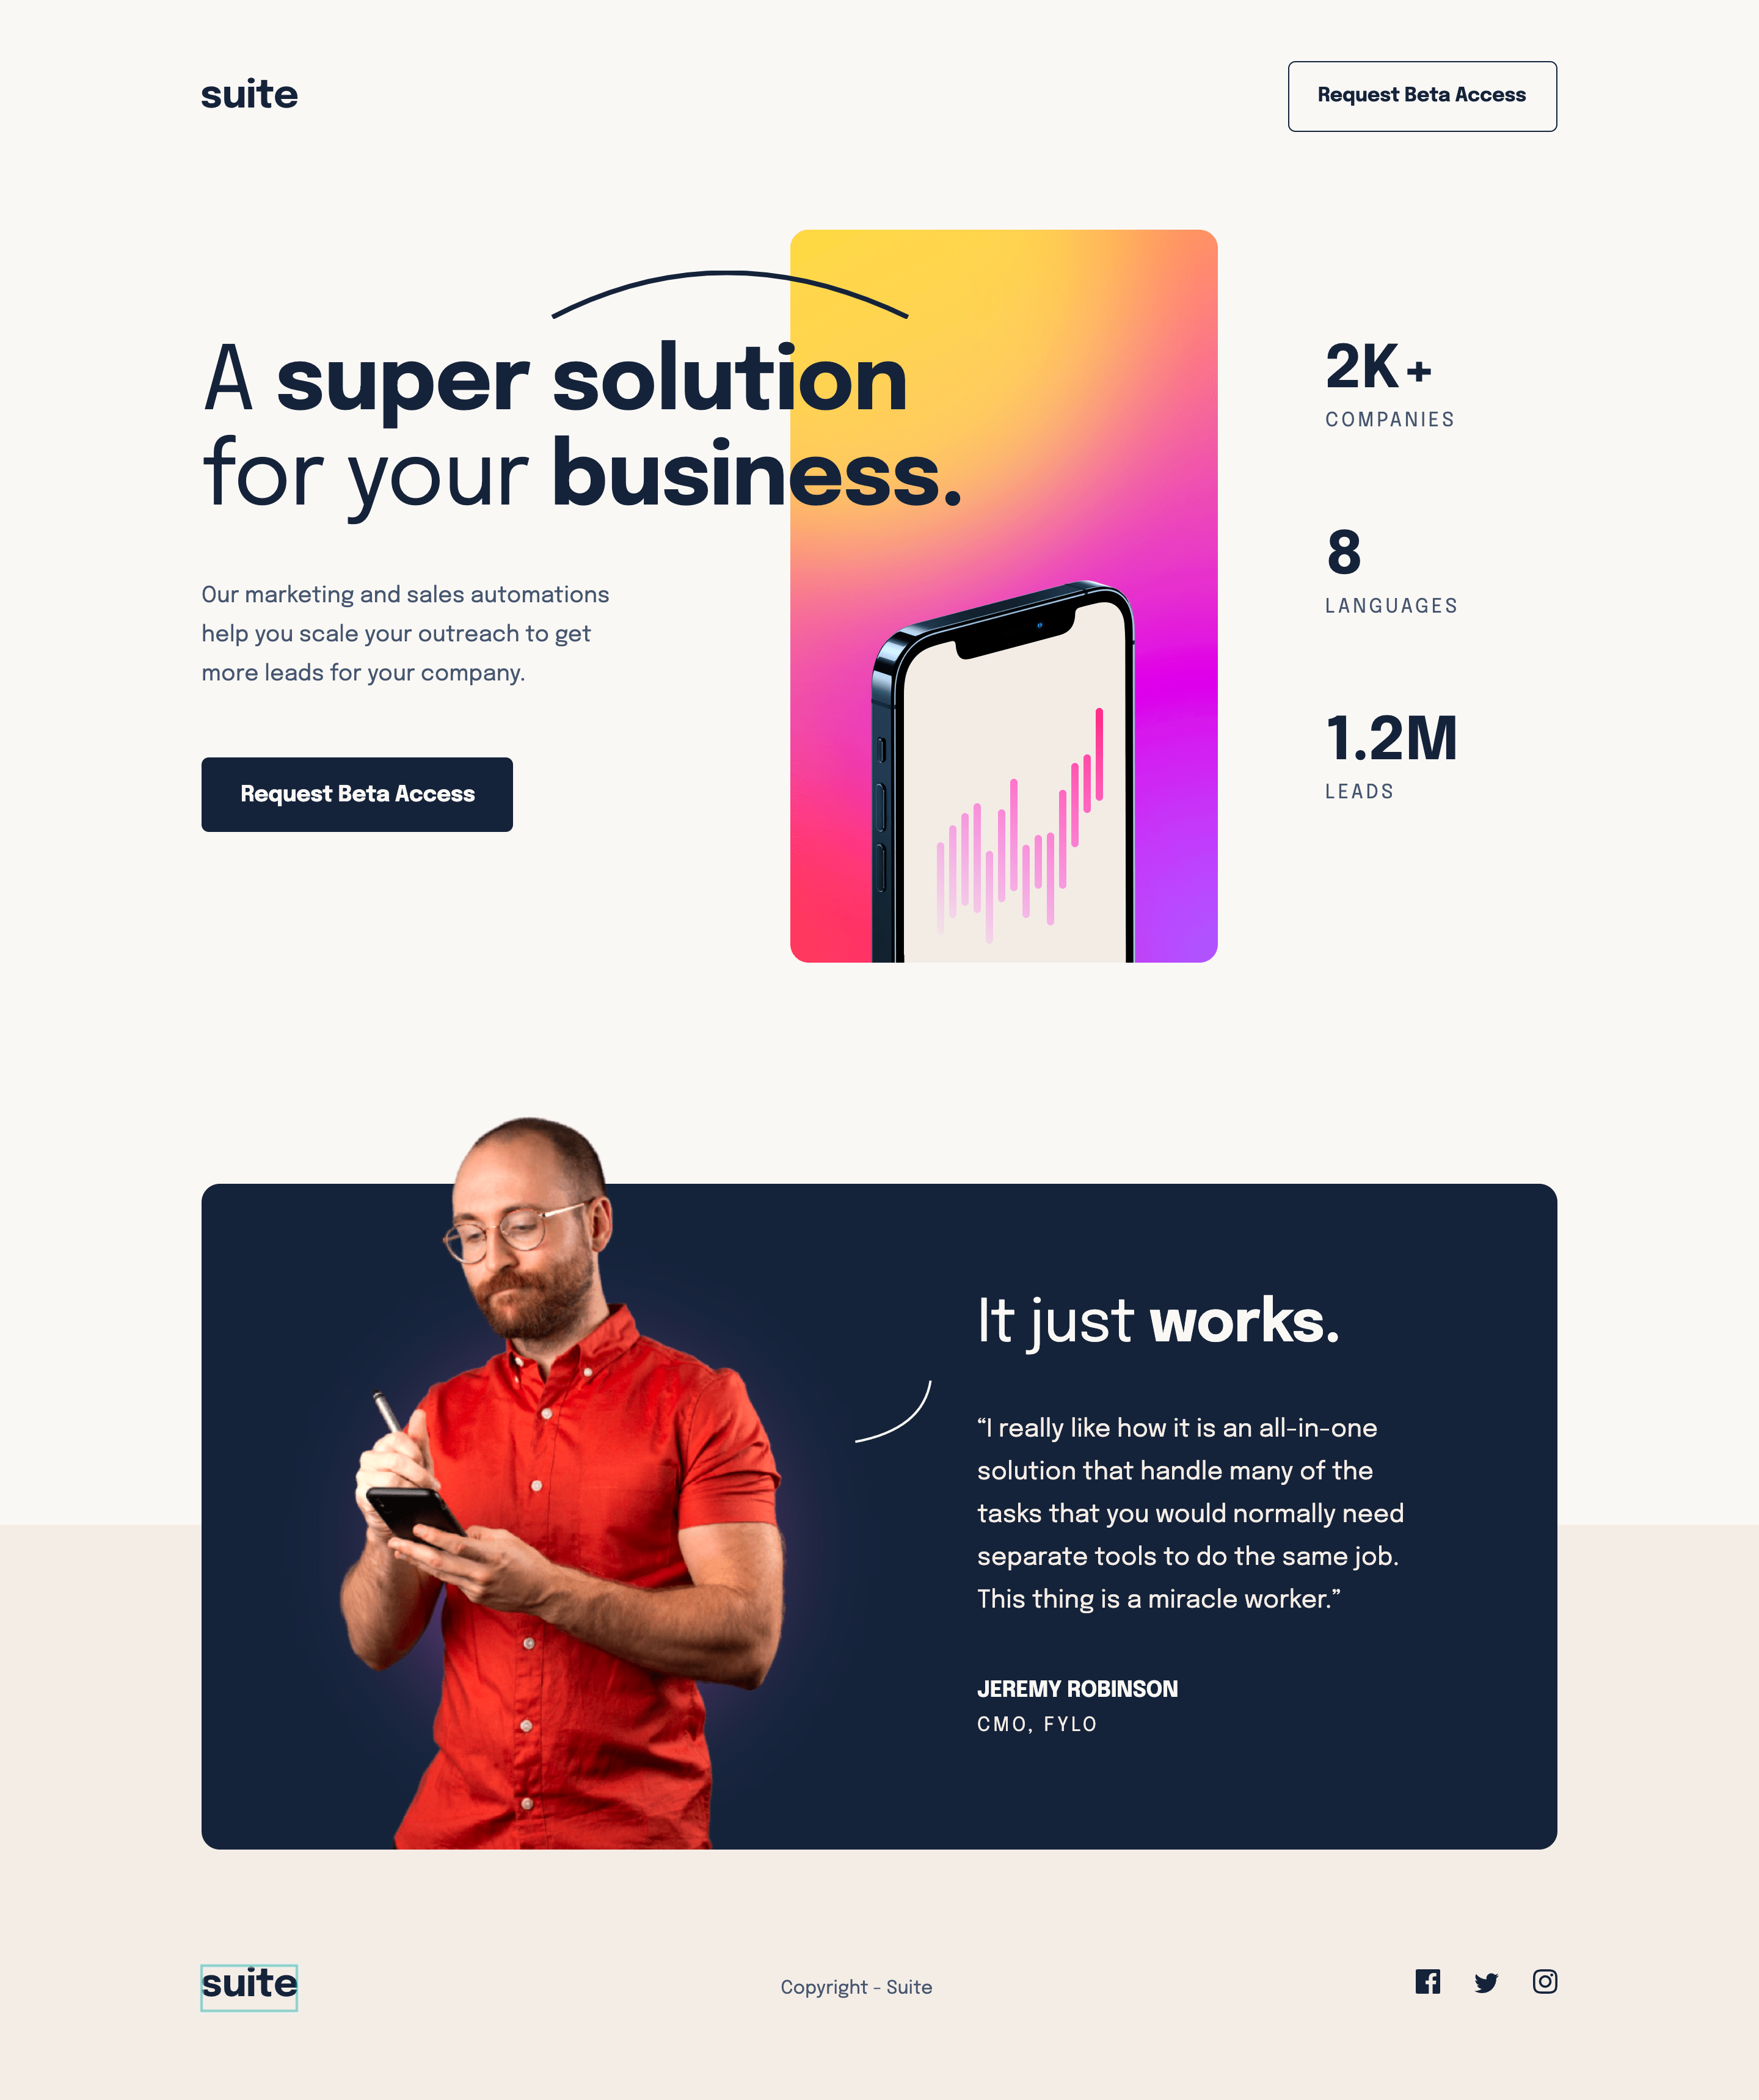 suite
Request Beta Access
A super solution
for your business.
Our marketing and sales automations
help you scale your outreach to get
more leads for your company.
Request Beta Access
2K+
COMPANIES
8
LANGUAGES
1.2M
LEADS
It just works.
“I really like how it is an all-in-one
solution that handle many of the
tasks that you would normally need
separate tools to do the same job.
This thing is a miracle worker.”
JEREMY ROBINSON
CMO, FYLO
suite
Copyright - Suite